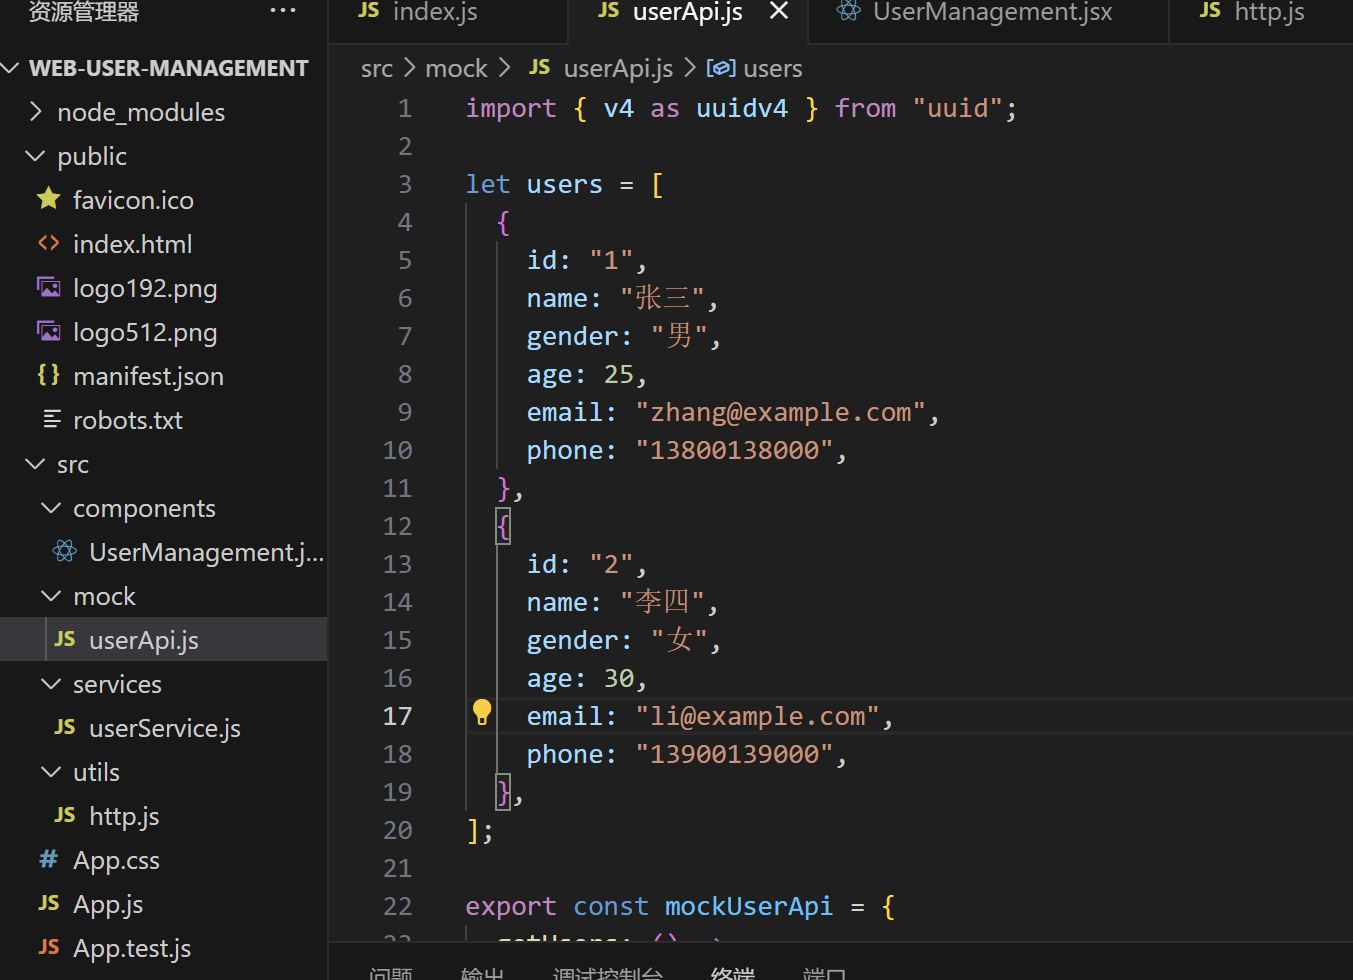 资源管理器 ···
WEB-USER-MANAGEMENT
node_modules
public
favicon.ico
index.html
logo192.png
logo512.png
manifest.json
robots.txt
src
components
UserManagement.j...
mock
JS userApi.js
services
JS userService.js
utils
JS http.js
# App.css
JS App.js
JS App.test.js
JS index.js
JS userApi.js
UserManagement.jsx
JS http.js
src > mock > JS userApi.js > users
1 import { v4 as uuidv4 } from "uuid";
2
3 let users = [
4 {
5 id: "1",
6 name: "张三",
7 gender: "男",
8 age: 25,
9 email: "zhang@example.com",
10 phone: "13800138000",
11 },
12 {
13 id: "2",
14 name: "李四",
15 gender: "女",
16 age: 30,
17 email: "li@example.com",
18 phone: "13900139000",
19 },
20 ];
21
22 export const mockUserApi = {
23 getUsers: () =>
问题 输出 调试控制台 终端 端口